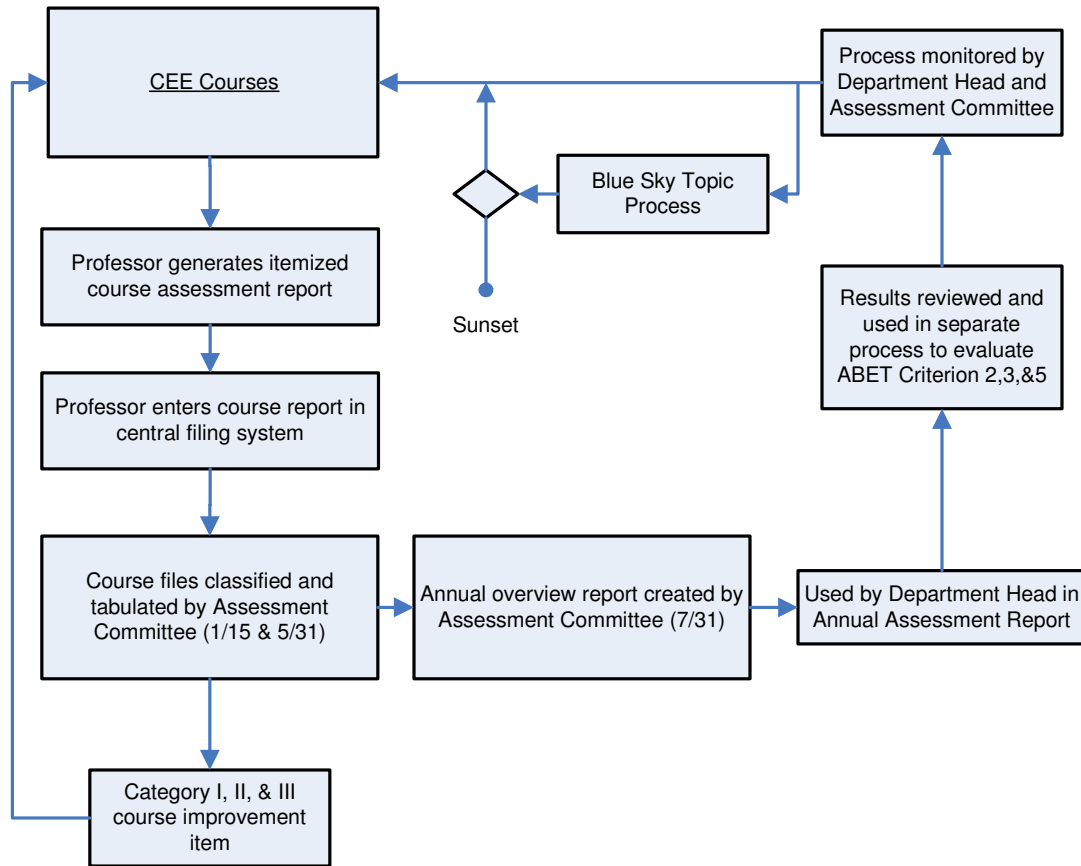 CEE Courses
Process monitored by
Department Head and
Assessment Committee
Blue Sky Topic
Process
Sunset
Professor generates itemized
course assessment report
Results reviewed and
used in separate
process to evaluate
ABET Criterion 2,3,&5
Professor enters course report in
central filing system
Course files classified and
tabulated by Assessment
Committee (1/15 & 5/31)
Annual overview report created by
Assessment Committee (7/31)
Used by Department Head in
Annual Assessment Report
Category I, II, & III
course improvement
item